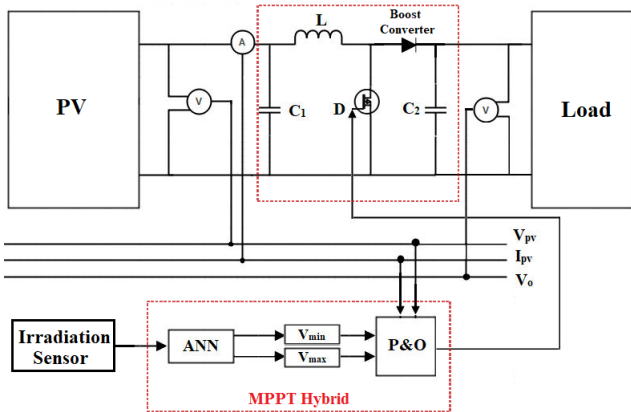 Boost
Converter
L
A
PV
V
C1
D
C2
V
Load
Vpv
Ipv
Vo
Irradiation
Sensor
ANN
Vmin
Vmax
P&O
MPPT Hybrid